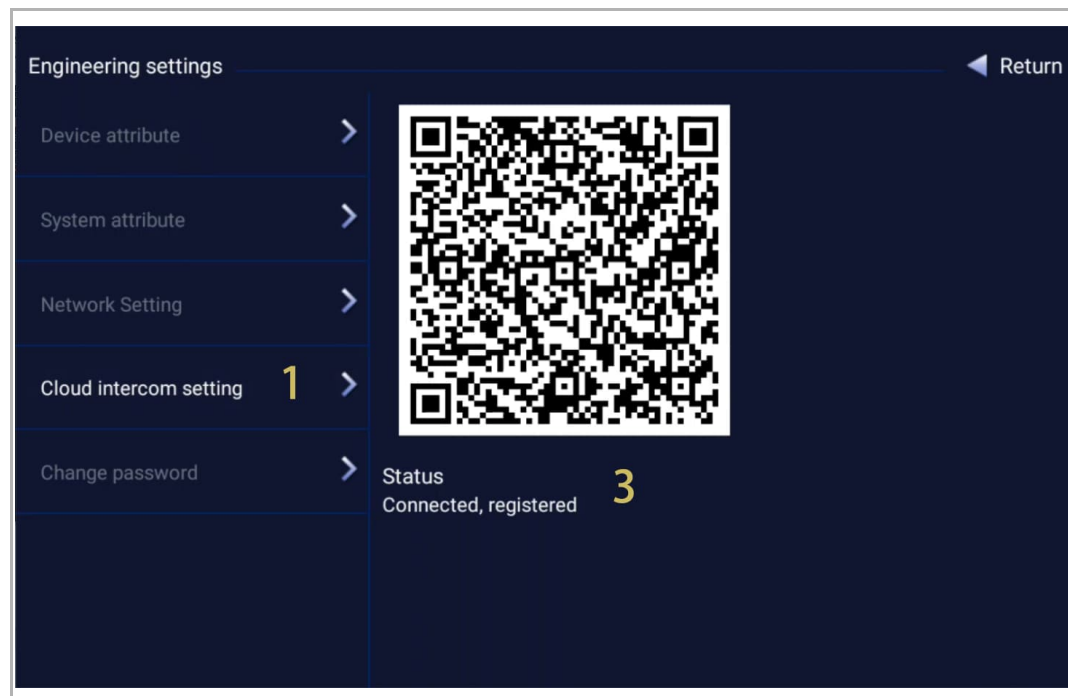 Engineering settings
Return
Device attribute
System attribute
Network Setting
Cloud intercom setting 1
Change password
Status 3
Connected, registered